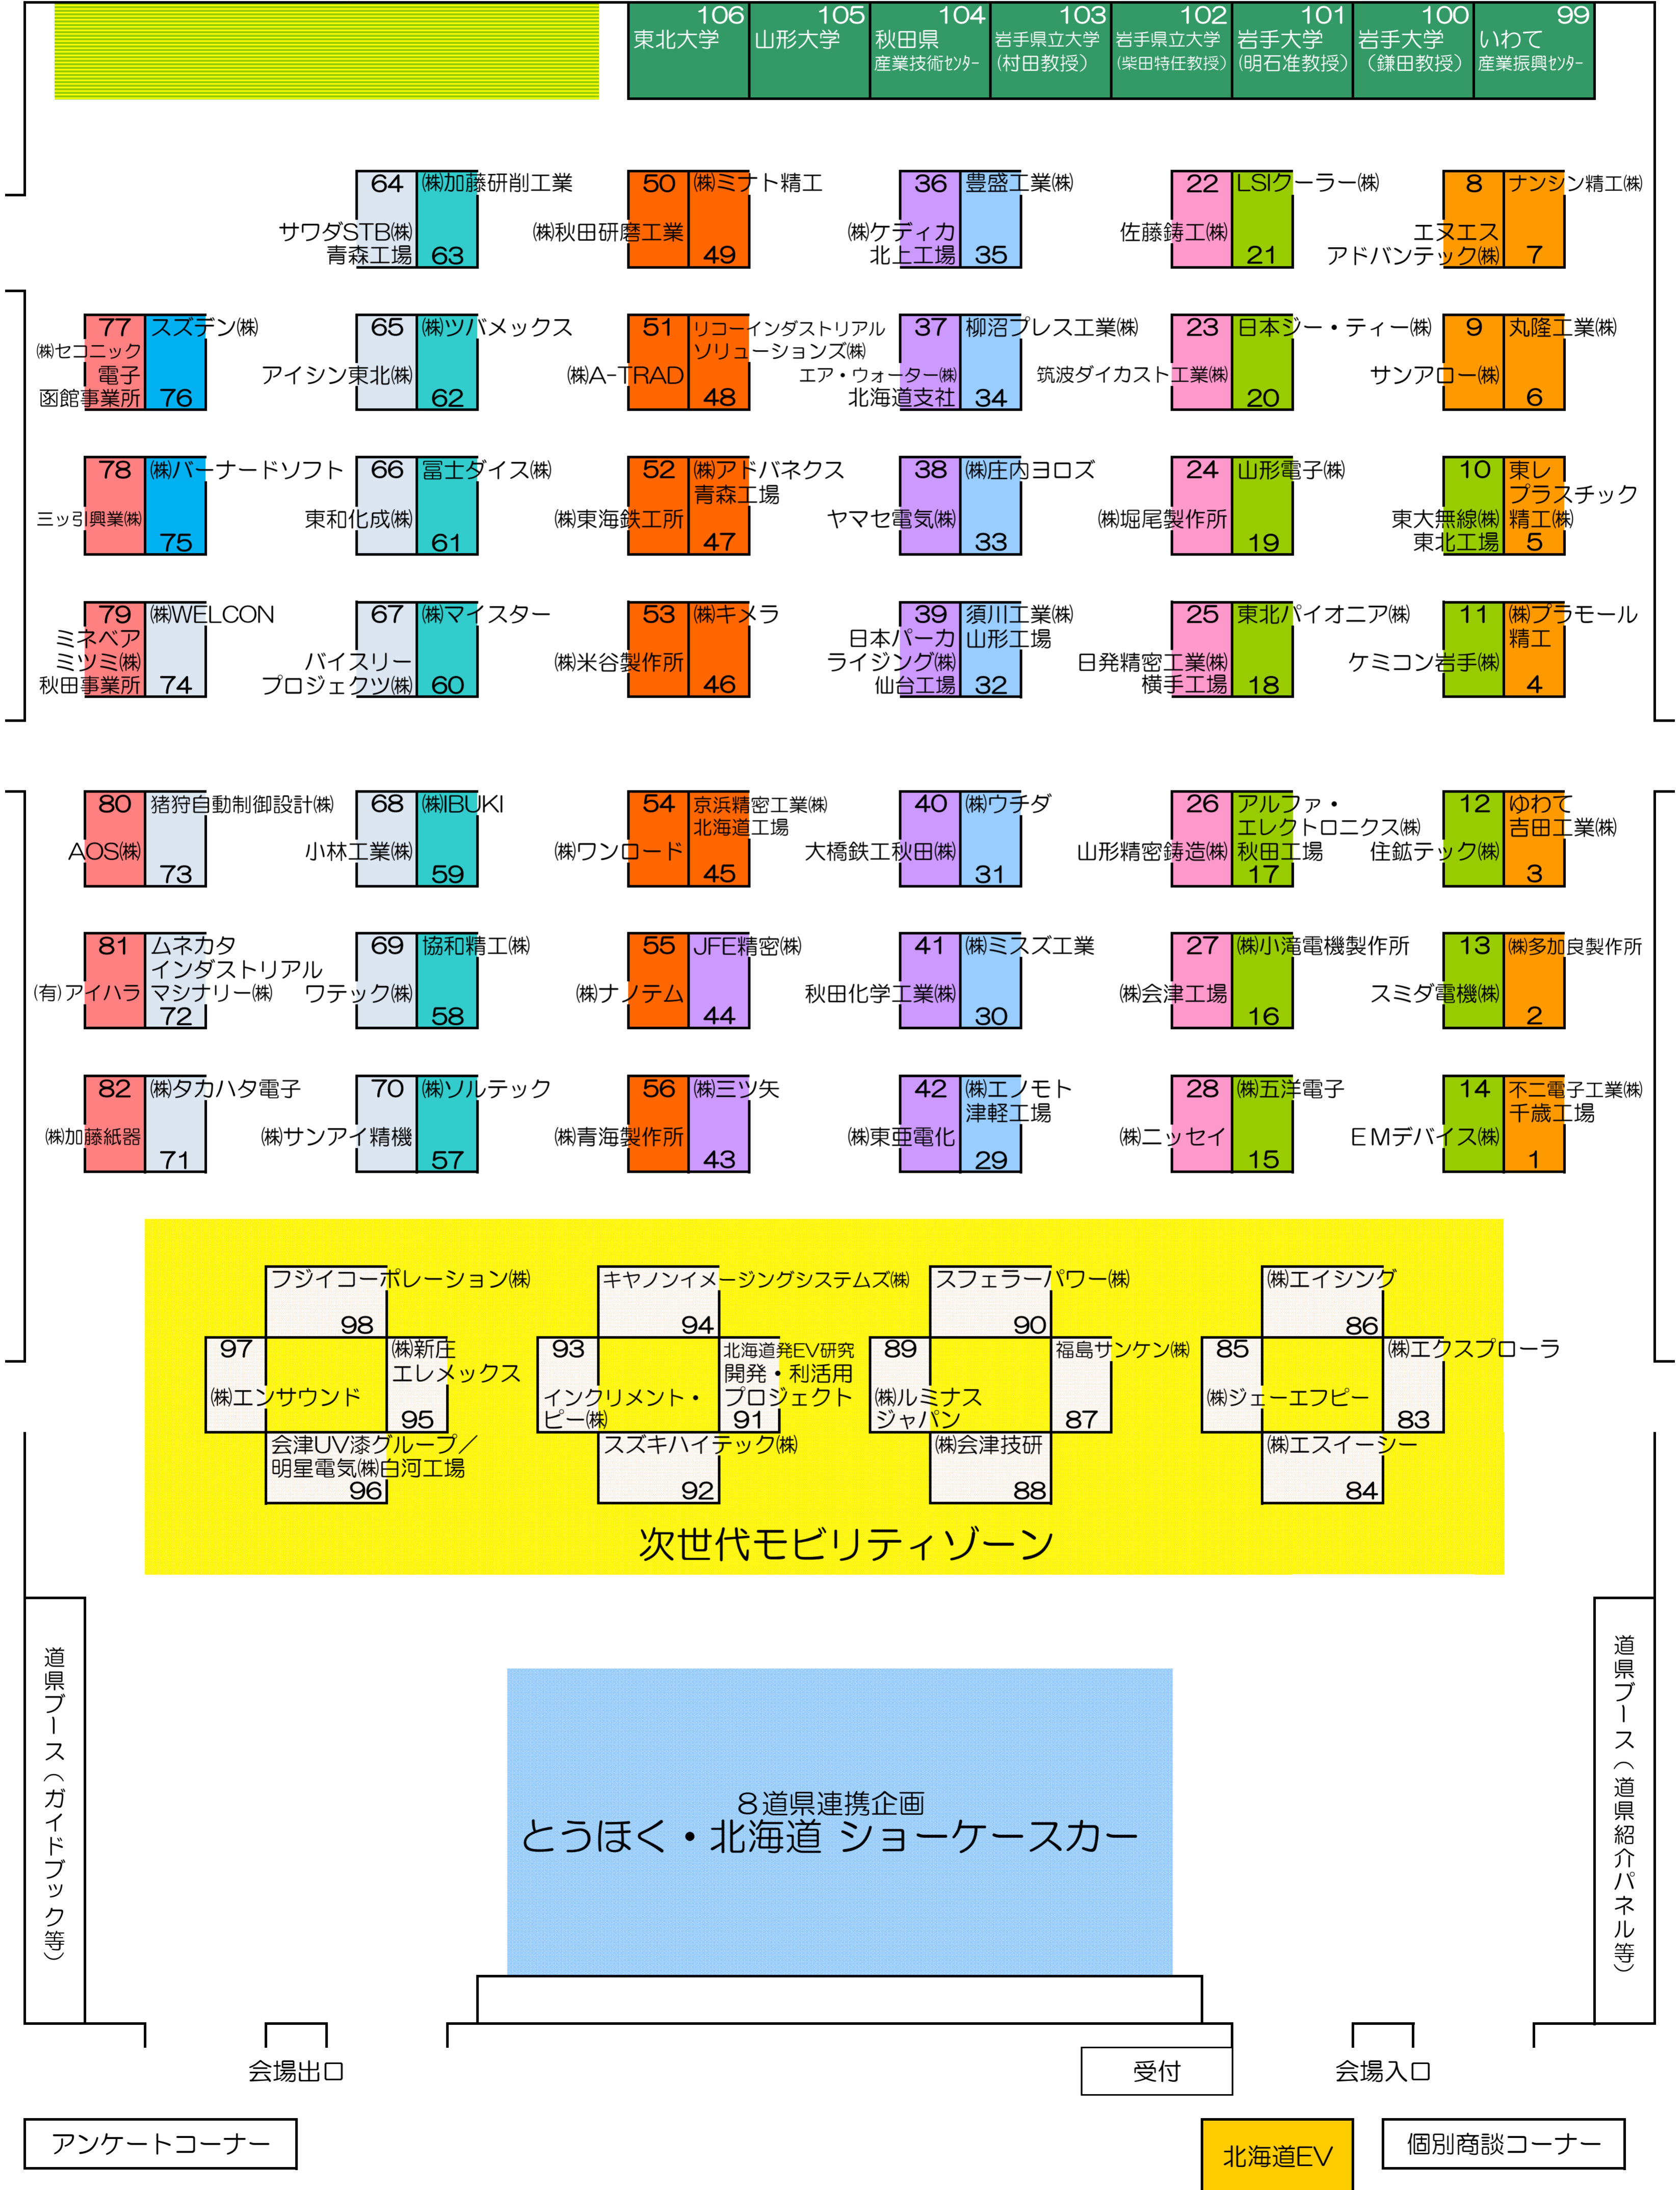 106
東北大学
105
山形大学
104
秋田県
産業技術ｾﾝﾀｰ
103
岩手県立大学
(村田教授)
102
岩手県立大学
(柴田特任教授)
101
岩手大学
(明石准教授)
100
岩手大学
(鎌田教授)
99
いわて
産業振興ｾﾝﾀｰ
64
サワダSTB㈱
青森工場
㈱加藤研削工業
63
50
㈱秋田研磨工業
㈱ミナト精工
49
36
㈱ケディカ
北上工場
豊盛工業㈱
35
22
佐藤鋳工㈱
LSIクーラー㈱
21
8
エヌエス
アドバンテック㈱
ナンシン精工㈱
7
77
㈱セコニック
電子
函館事業所
スズデン㈱
76
65
アイシン東北㈱
㈱ツバメックス
62
51
㈱A-TRAD
リコーインダストリアル
ソリューションズ㈱
48
37
エア・ウォーター㈱
北海道支社
柳沼プレス工業㈱
34
23
筑波ダイカスト工業㈱
日本ジー・ティー㈱
20
9
サンアロー㈱
丸隆工業㈱
6
78
三ッ引興業㈱
㈱バーナードソフト
75
66
東和化成㈱
冨士ダイス㈱
61
52
㈱東海鉄工所
㈱アドバネクス
青森工場
47
38
ヤマセ電気㈱
㈱庄内ヨロズ
33
24
㈱堀尾製作所
山形電子㈱
19
10
東大無線㈱
東北工場
東レ
プラスチック
精工㈱
5
79
ミネベア
ミツミ㈱
秋田事業所
㈱WELCON
74
67
バイスリー
プロジェクツ㈱
㈱マイスター
60
53
㈱米谷製作所
㈱キメラ
46
39
日本パーカ
ライジング㈱
仙台工場
須川工業㈱
山形工場
32
25
日発精密工業㈱
横手工場
東北パイオニア㈱
18
11
ケミコン岩手㈱
㈱プラモール
精工
4
80
AOS㈱
猪狩自動制御設計㈱
73
68
小林工業㈱
㈱IBUKI
59
54
㈱ワンロード
京浜精密工業㈱
北海道工場
45
40
大橋鉄工秋田㈱
㈱ウチダ
31
26
山形精密鋳造㈱
アルファ・
エレクトロニクス㈱
秋田工場
17
12
住鉱テック㈱
ゆわて
吉田工業㈱
3
81
(有)アイハラ
ムネカタ
インダストリアル
マシナリー㈱
72
69
ワテック㈱
協和精工㈱
58
55
㈱ナノテム
JFE精密㈱
44
41
秋田化学工業㈱
㈱ミスズ工業
30
27
㈱会津工場
㈱小滝電機製作所
16
13
スミダ電機㈱
㈱多加良製作所
2
82
㈱加藤紙器
㈱タカハタ電子
71
70
㈱サンアイ精機
㈱ソルテック
57
56
㈱青海製作所
㈱三ツ矢
43
42
㈱東亜電化
㈱エノモト
津軽工場
29
28
㈱ニッセイ
㈱五洋電子
15
14
ＥＭデバイス㈱
不二電子工業㈱
千歳工場
1
フジイコーポレーション㈱
98
97
㈱エンサウンド
㈱新庄
エレメックス
95
会津UV漆グループ／
明星電気㈱白河工場
96
キヤノンイメージングシステムズ㈱
94
93
インクリメント・
ピー㈱
北海道発EV研究
開発・利活用
プロジェクト
91
スズキハイテック㈱
92
スフェラーパワー㈱
90
89
㈱ルミナス
ジャパン
福島サンケン㈱
87
㈱会津技研
88
㈱エイシング
86
85
㈱ジェーエフピー
㈱エクスプローラ
83
㈱エスイーシー
84
次世代モビリティゾーン
道県ブース（ガイドブック等）
道県ブース（道県紹介パネル等）
８道県連携企画
とうほく・北海道 ショーケースカー
会場出口
受付
会場入口
アンケートコーナー
北海道EV
個別商談コーナー